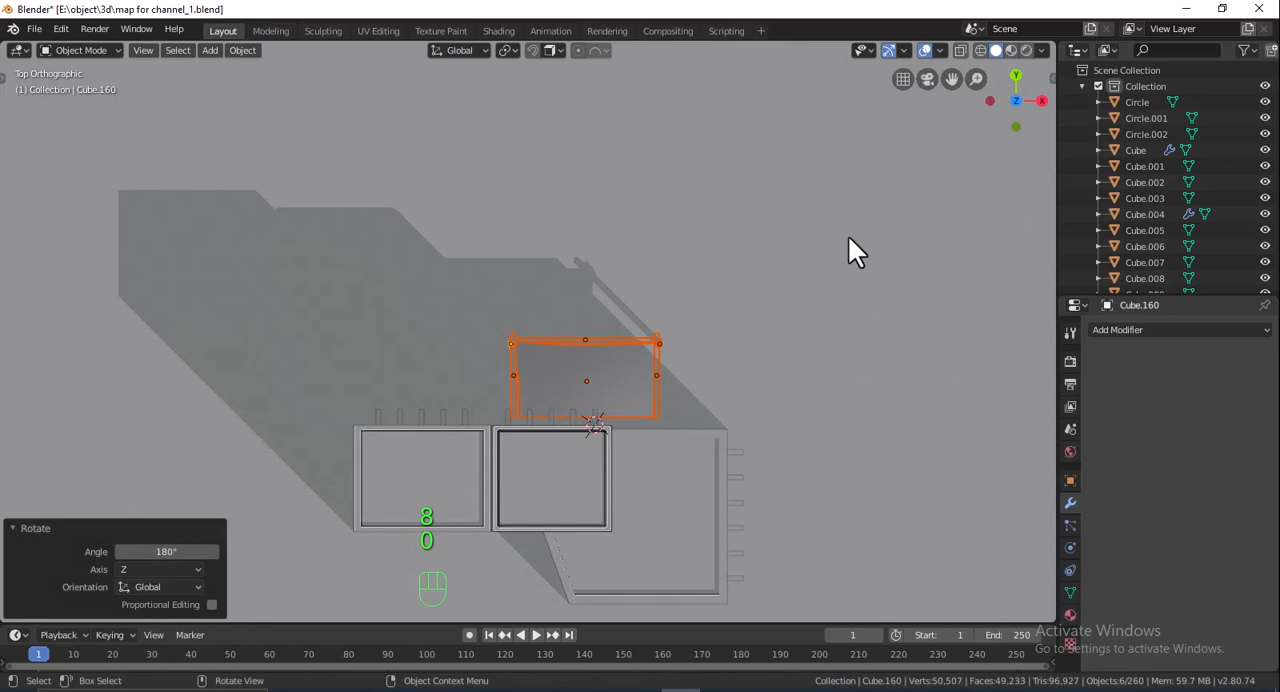 Blender* [E:\object\3d\map for channel_1.blend]
File Edit Render Window Help Layout Modeling Sculpting UV Editing Texture Paint Shading Animation Rendering Compositing Scripting + Scene View Layer
Object Mode View Select Add Object Global
Top Orthographic
(1) Collection | Cube.160
Y
Z X
Scene Collection
Collection
Circle
Circle.001
Circle.002
Cube
Cube.001
Cube.002
Cube.003
Cube.004
Cube.005
Cube.006
Cube.007
Cube.008
Cube.160
Add Modifier
8
0
Rotate
Angle 180°
Axis Z
Orientation Global
Proportional Editing
Activate Windows
Go to Settings to activate Windows.
Playback Keying View Marker 1 Start: 1 End: 250
1 10 20 30 40 50 60 70 80 90 100 110 120 130 140 150 160 170 180 190 200 210 220 230 240 250
Select Box Select Rotate View Object Context Menu Collection | Cube.160 | Verts:50,507 | Faces:49,233 | Tris:96,927 | Objects:6/260 | Mem: 59.7 MB | v2.80.74